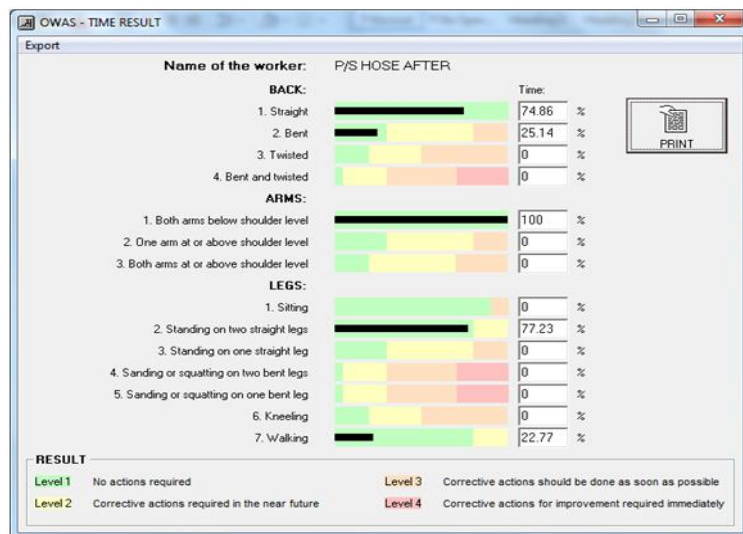 OWAS - TIME RESULT
Export
Name of the worker: P/S HOSE AFTER
BACK: Time:
1. Straight 74.86 %
2. Bent 25.14 %
3. Twisted 0 %
4. Bent and twisted 0 %
PRINT
ARMS:
1. Both arms below shoulder level 100 %
2. One arm at or above shoulder level 0 %
3. Both arms at or above shoulder level 0 %
LEGS:
1. Sitting 0 %
2. Standing on two straight legs 77.23 %
3. Standing on one straight leg 0 %
4. Sanding or squatting on two bent legs 0 %
5. Sanding or squatting on one bent leg 0 %
6. Kneeling 0 %
7. Walking 22.77 %
RESULT
Level 1 No actions required Level 3 Corrective actions should be done as soon as possible
Level 2 Corrective actions required in the near future Level 4 Corrective actions for improvement required immediately